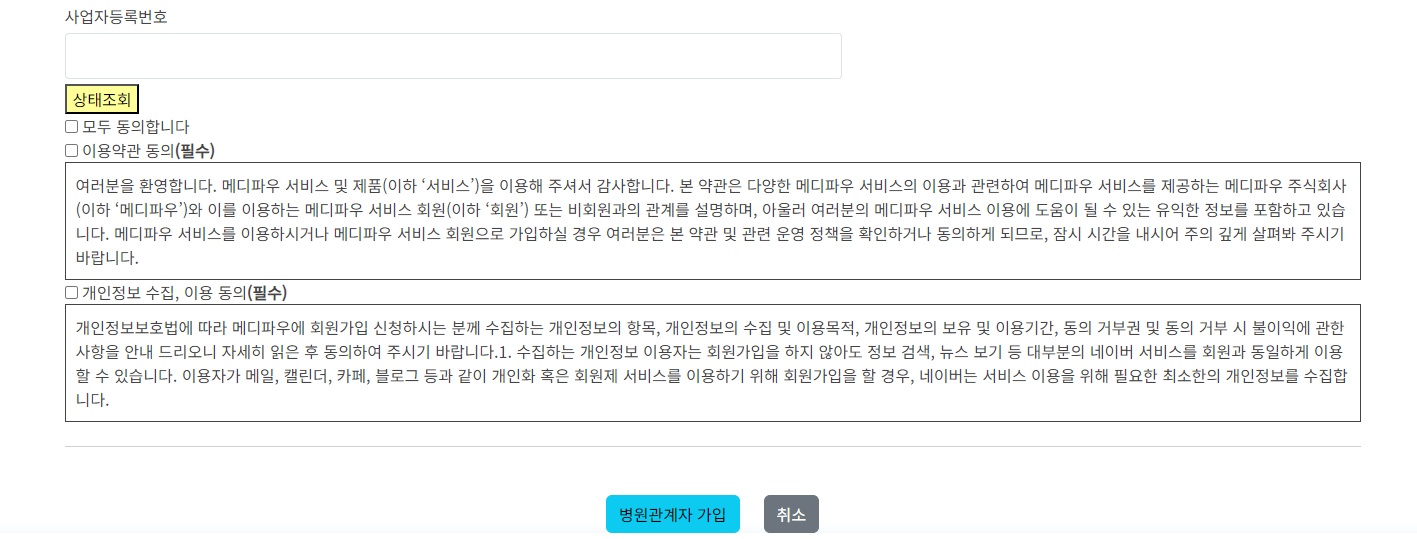 사업자등록번호
상태조회
모두 동의합니다
이용약관 동의(필수)
여러분을 환영합니다. 메디파우 서비스 및 제품(이하 ‘서비스’)을 이용해 주셔서 감사합니다. 본 약관은 다양한 메디파우 서비스의 이용과 관련하여 메디파우 서비스를 제공하는 메디파우 주식회사
(이하 ‘메디파우’)와 이를 이용하는 메디파우 서비스 회원(이하 ‘회원’) 또는 비회원과의 관계를 설명하며, 아울러 여러분의 메디파우 서비스 이용에 도움이 될 수 있는 유익한 정보를 포함하고 있습
니다. 메디파우 서비스를 이용하시거나 메디파우 서비스 회원으로 가입하실 경우 여러분은 본 약관 및 관련 운영 정책을 확인하거나 동의하게 되므로, 잠시 시간을 내시어 주의 깊게 살펴봐 주시기
바랍니다.
개인정보 수집, 이용 동의(필수)
개인정보보호법에 따라 메디파우에 회원가입 신청하시는 분께 수집하는 개인정보의 항목, 개인정보의 수집 및 이용목적, 개인정보의 보유 및 이용기간, 동의 거부권 및 동의 거부 시 불이익에 관한
사항을 안내 드리오니 자세히 읽은 후 동의하여 주시기 바랍니다.1. 수집하는 개인정보 이용자는 회원가입을 하지 않아도 정보 검색, 뉴스 보기 등 대부분의 네이버 서비스를 회원과 동일하게 이용
할 수 있습니다. 이용자가 메일, 캘린더, 카페, 블로그 등과 같이 개인화 혹은 회원제 서비스를 이용하기 위해 회원가입을 할 경우, 네이버는 서비스 이용을 위해 필요한 최소한의 개인정보를 수집합
니다.
병원관계자 가입 취소